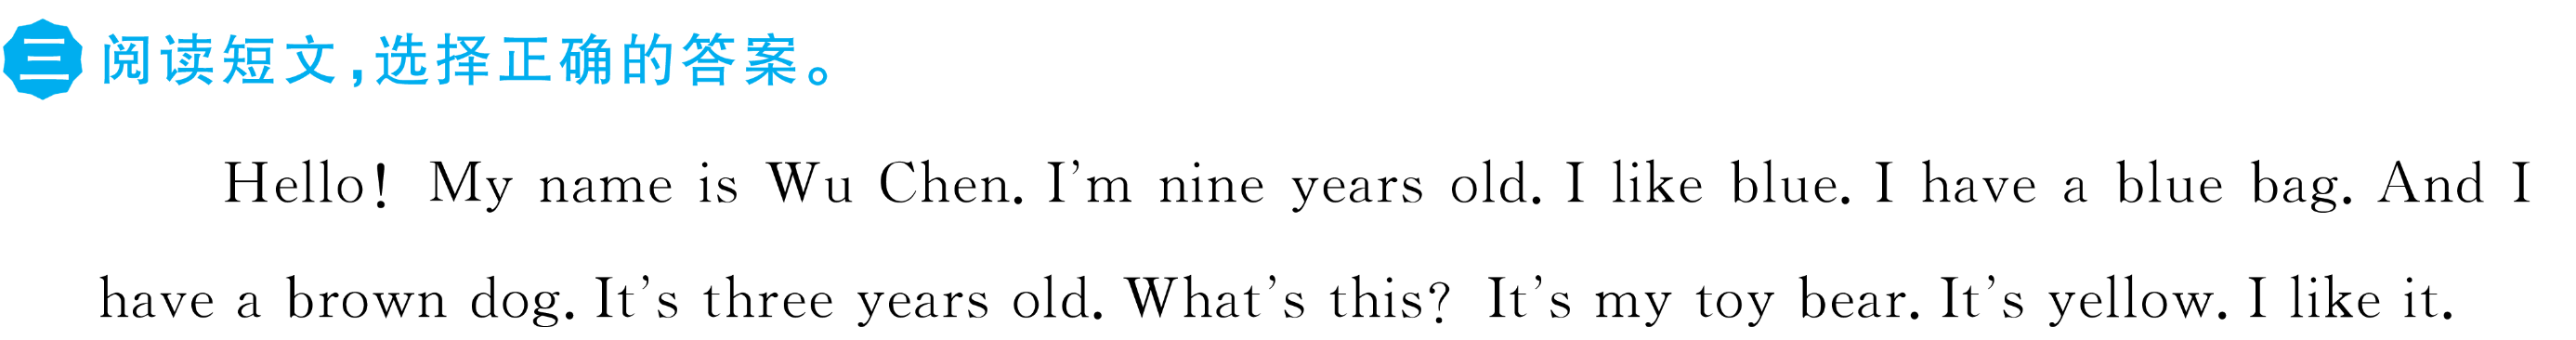 三 阅读短文,选择正确的答案。
Hello! My name is Wu Chen. I'm nine years old. I like blue. I have a blue bag. And I
have a brown dog. It's three years old. What's this? It's my toy bear. It's yellow. I like it.